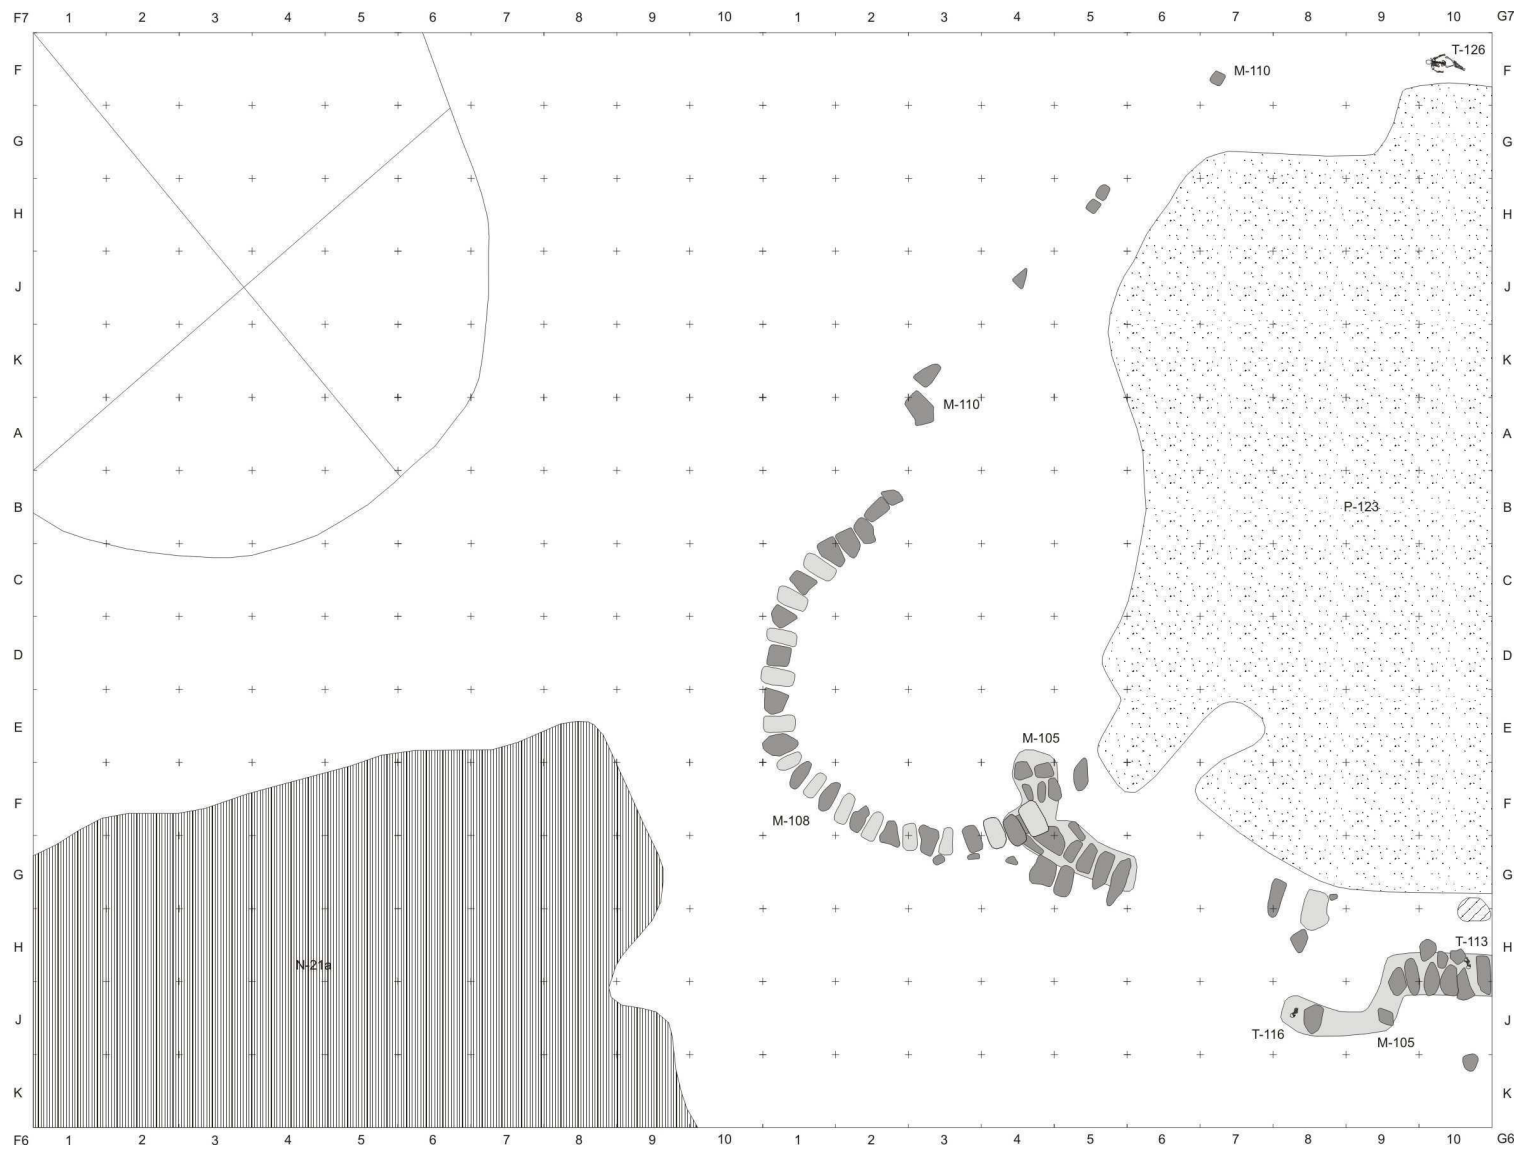 F7 1 2 3 4 5 6 7 8 9 10 1 2 3 4 5 6 7 8 9 10 G7
T-126
F M-110 F
G G
H H
J J
K K
M-110
A A
B P-123 B
C C
D D
E E
M-105
F F
M-108
G G
H T-113 H
N-21a
J J
T-116 M-105
K K
F6 1 2 3 4 5 6 7 8 9 10 1 2 3 4 5 6 7 8 9 10 G6